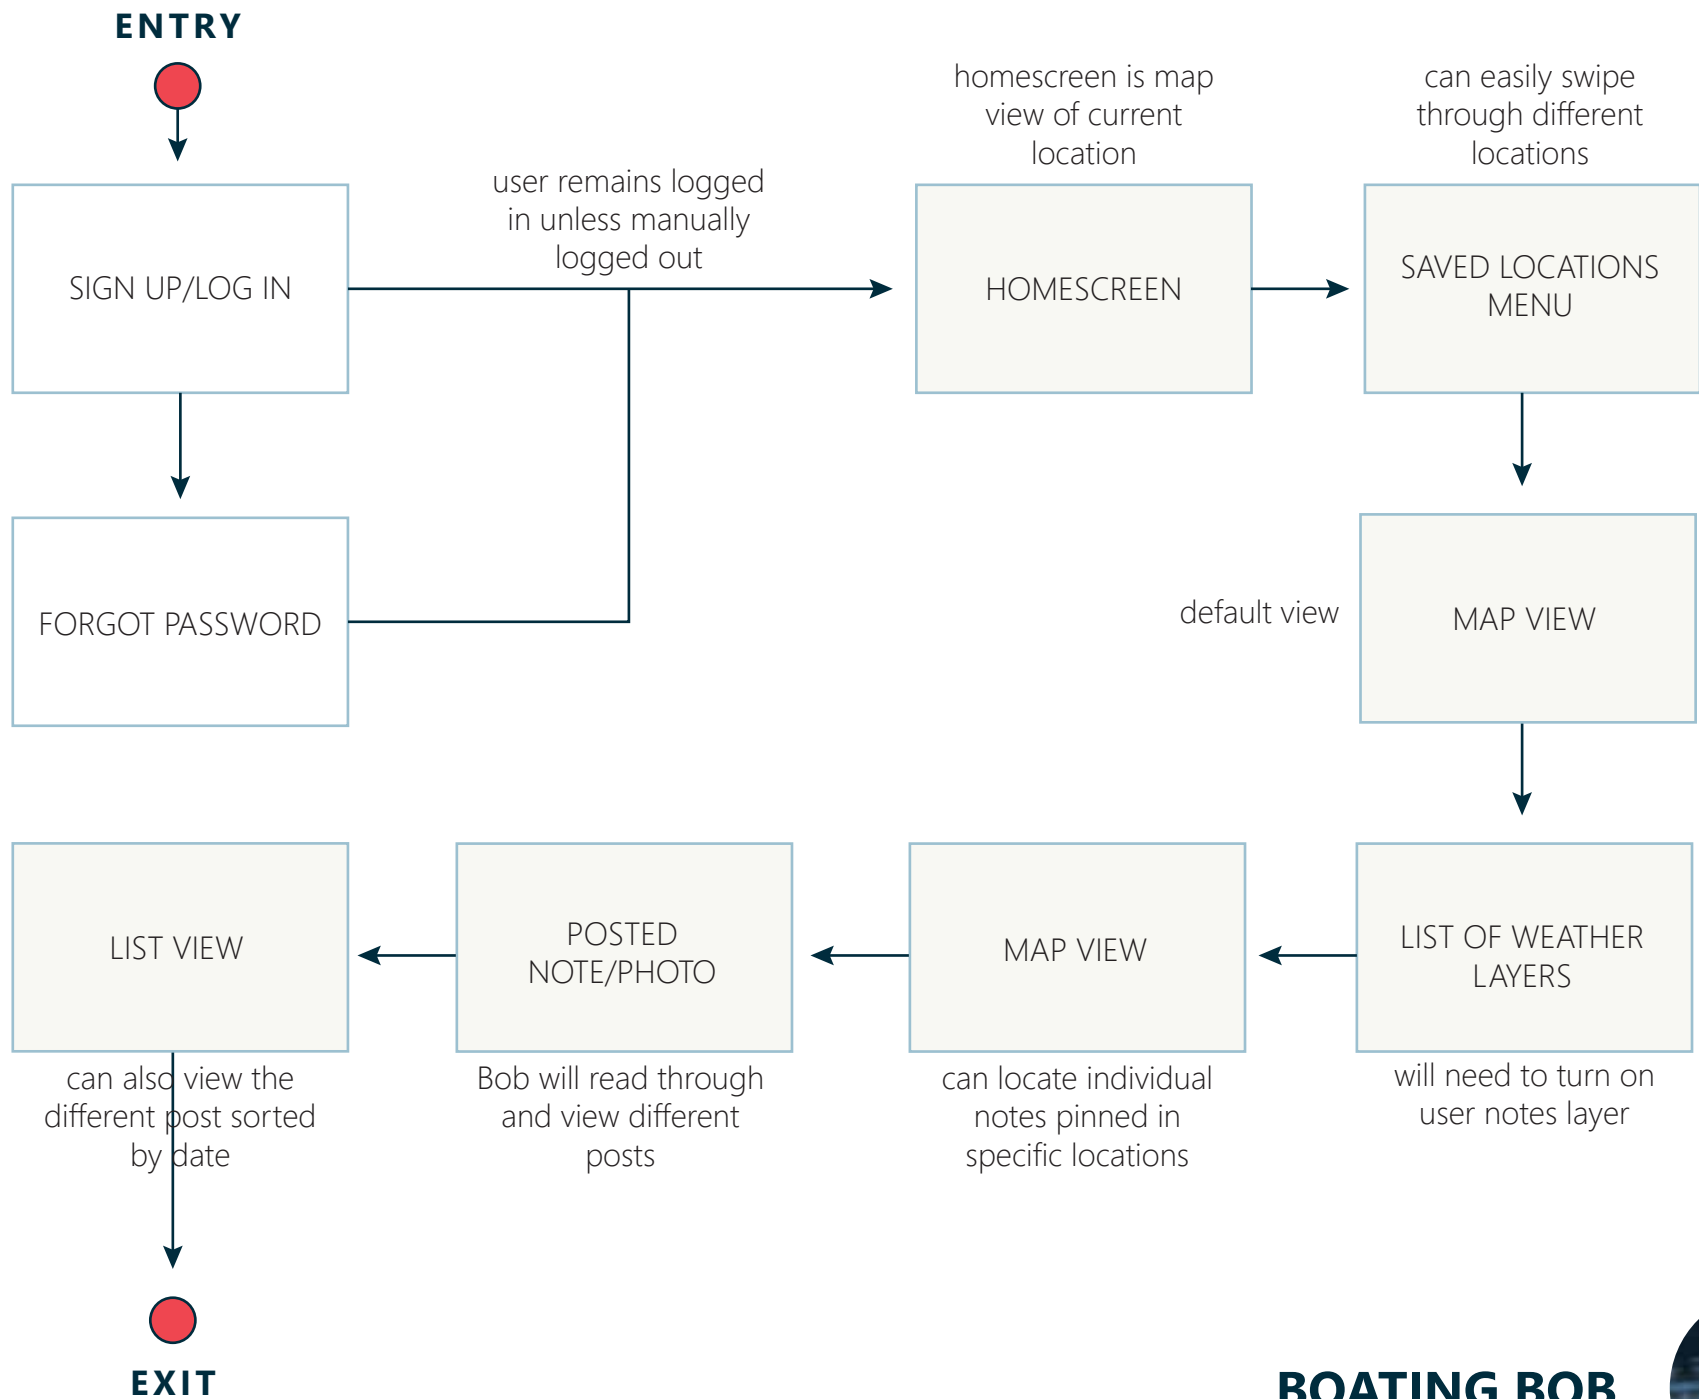 ENTRY
homescreen is map
view of current
location
can easily swipe
through different
locations
user remains logged
in unless manually
logged out
SIGN UP/LOG IN
HOMESCREEN
SAVED LOCATIONS
MENU
FORGOT PASSWORD
default view
MAP VIEW
LIST VIEW
POSTED
NOTE/PHOTO
MAP VIEW
LIST OF WEATHER
LAYERS
can also view the
different post sorted
by date
Bob will read through
and view different
posts
can locate individual
notes pinned in
specific locations
will need to turn on
user notes layer
EXIT
BOATING BOB